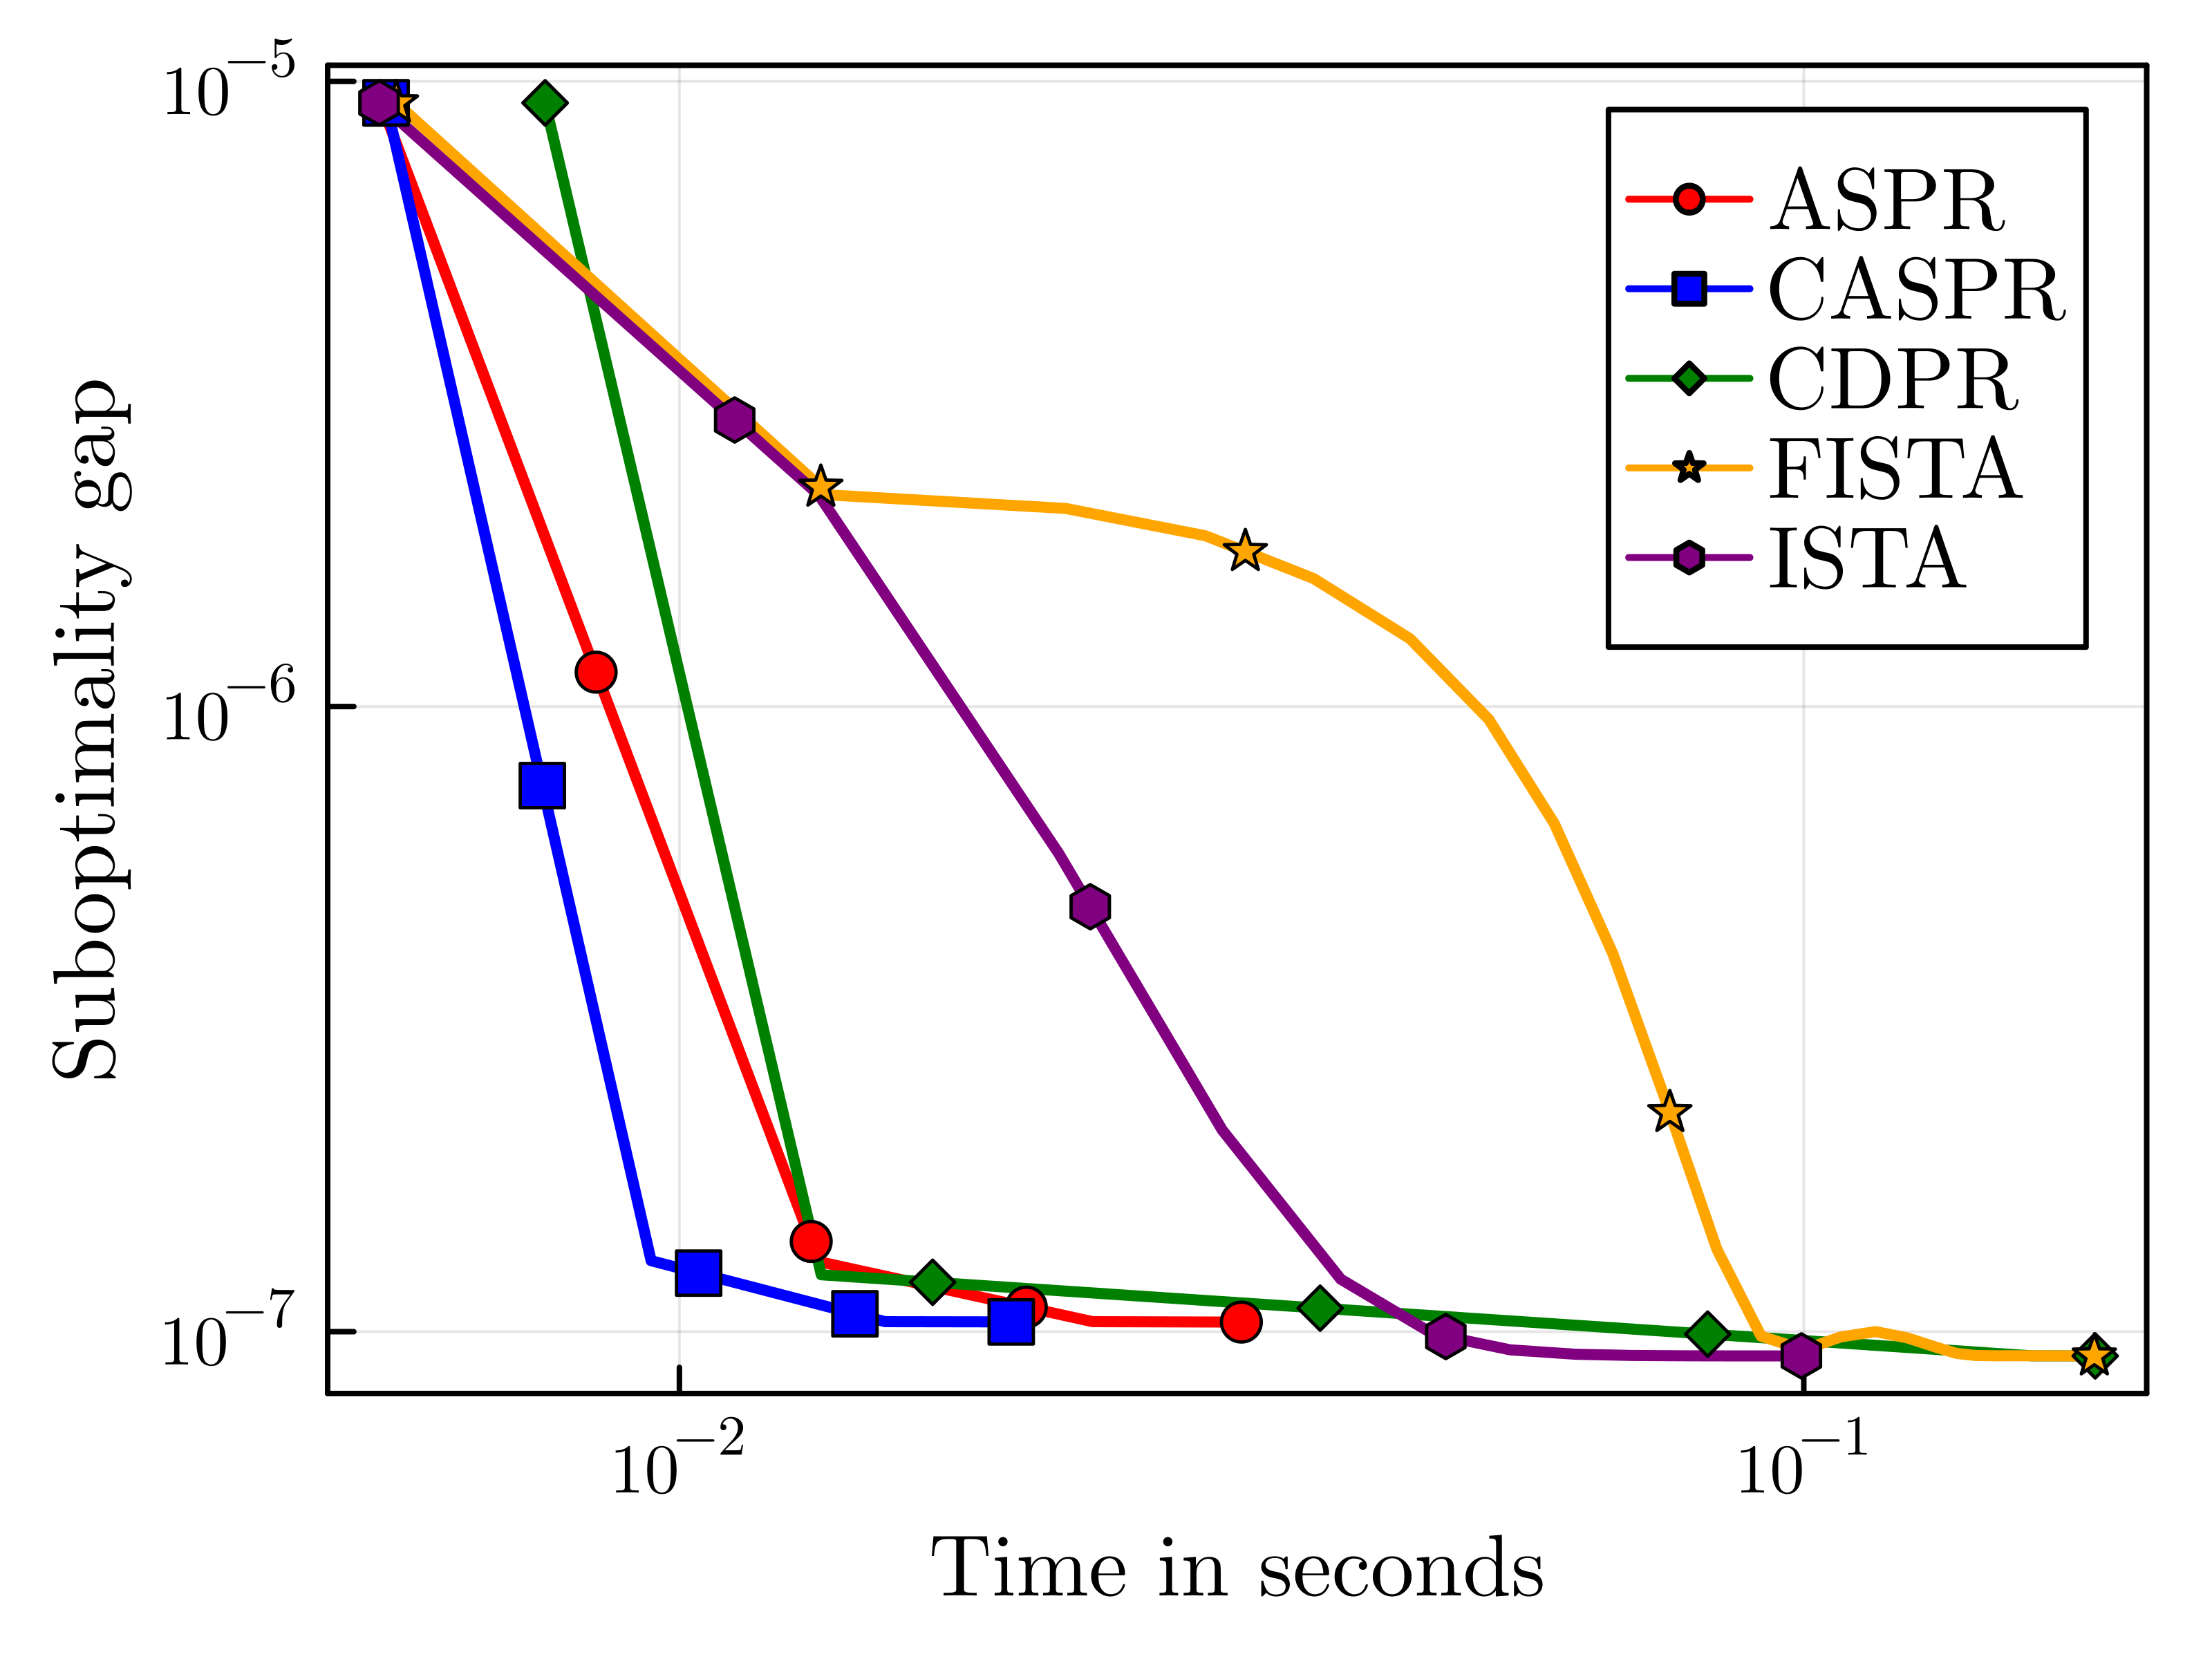 Suboptimality gap
10^{-5}
10^{-6}
10^{-7}
ASPR
CASPR
CDPR
FISTA
ISTA
10^{-2}
10^{-1}
Time in seconds